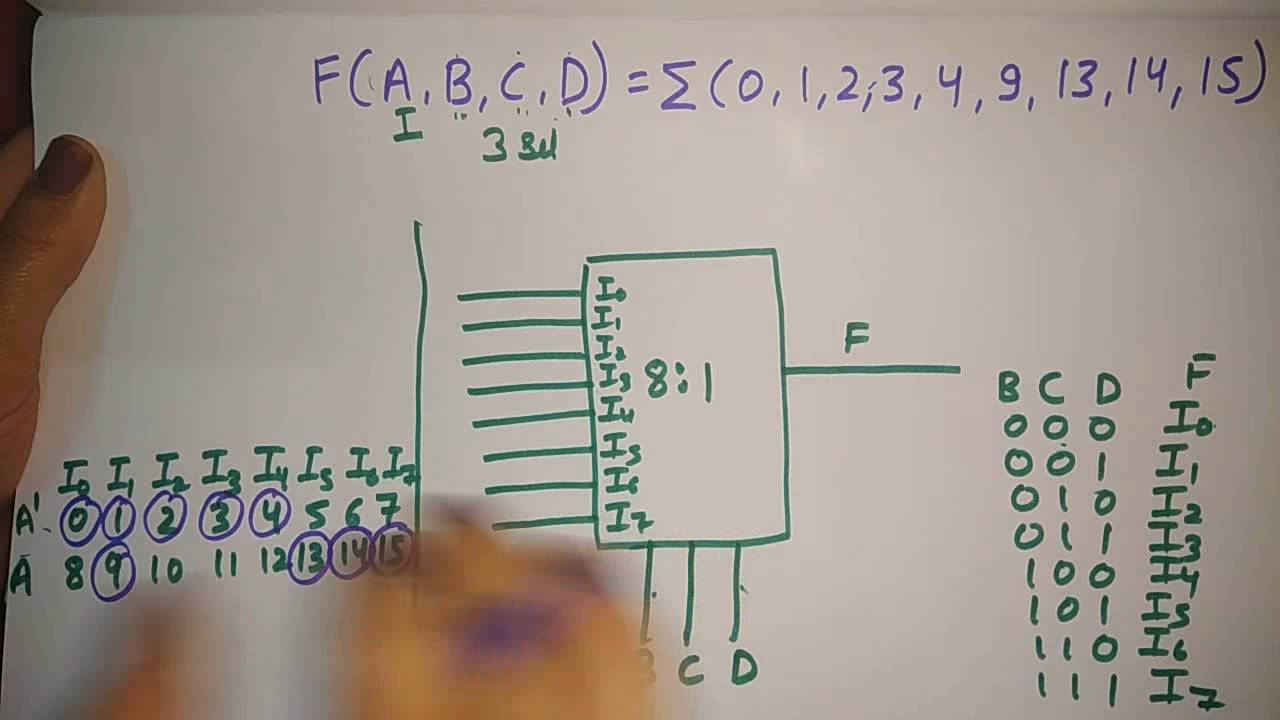 F(A, B, C, D) = Σ(0, 1, 2, 3, 4, 9, 13, 14, 15)
I 3 sel
I0
I1
I2
I3
I4
I5
I6
I7
8:1
F
B C D
B C D F
0 0 0 I0
0 0 1 I1
0 1 0 I2
0 1 1 I3
1 0 0 I4
1 0 1 I5
1 1 0 I6
1 1 1 I7
I0 I1 I2 I3 I4 I5 I6 I7
A' 0 1 2 3 4 5 6 7
A 8 9 10 11 12 13 14 15